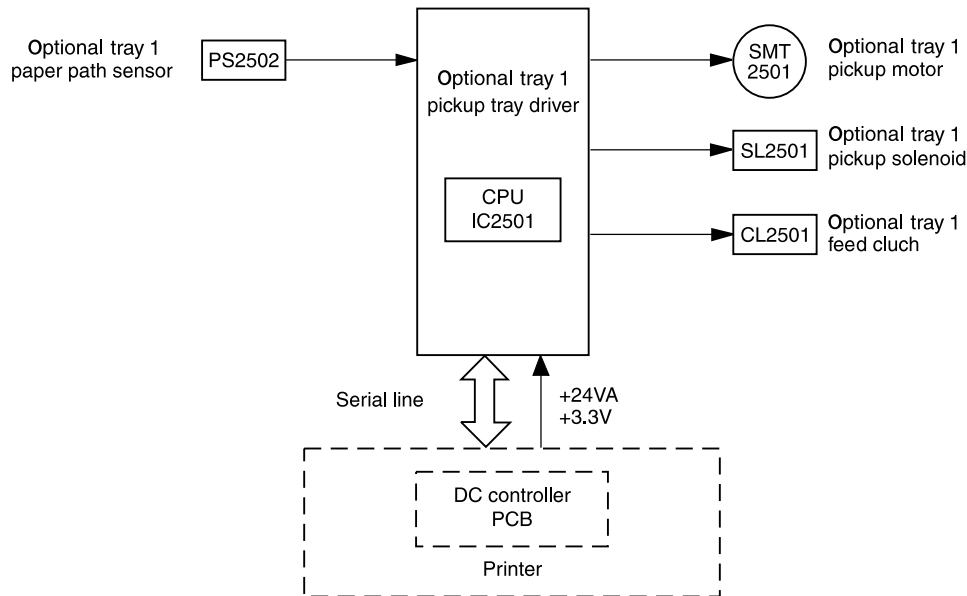 Optional tray 1
paper path sensor
PS2502
Optional tray 1
pickup tray driver
CPU
IC2501
SMT
2501
Optional tray 1
pickup motor
SL2501
Optional tray 1
pickup solenoid
CL2501
Optional tray 1
feed cluch
Serial line
+24VA
+3.3V
DC controller
PCB
Printer